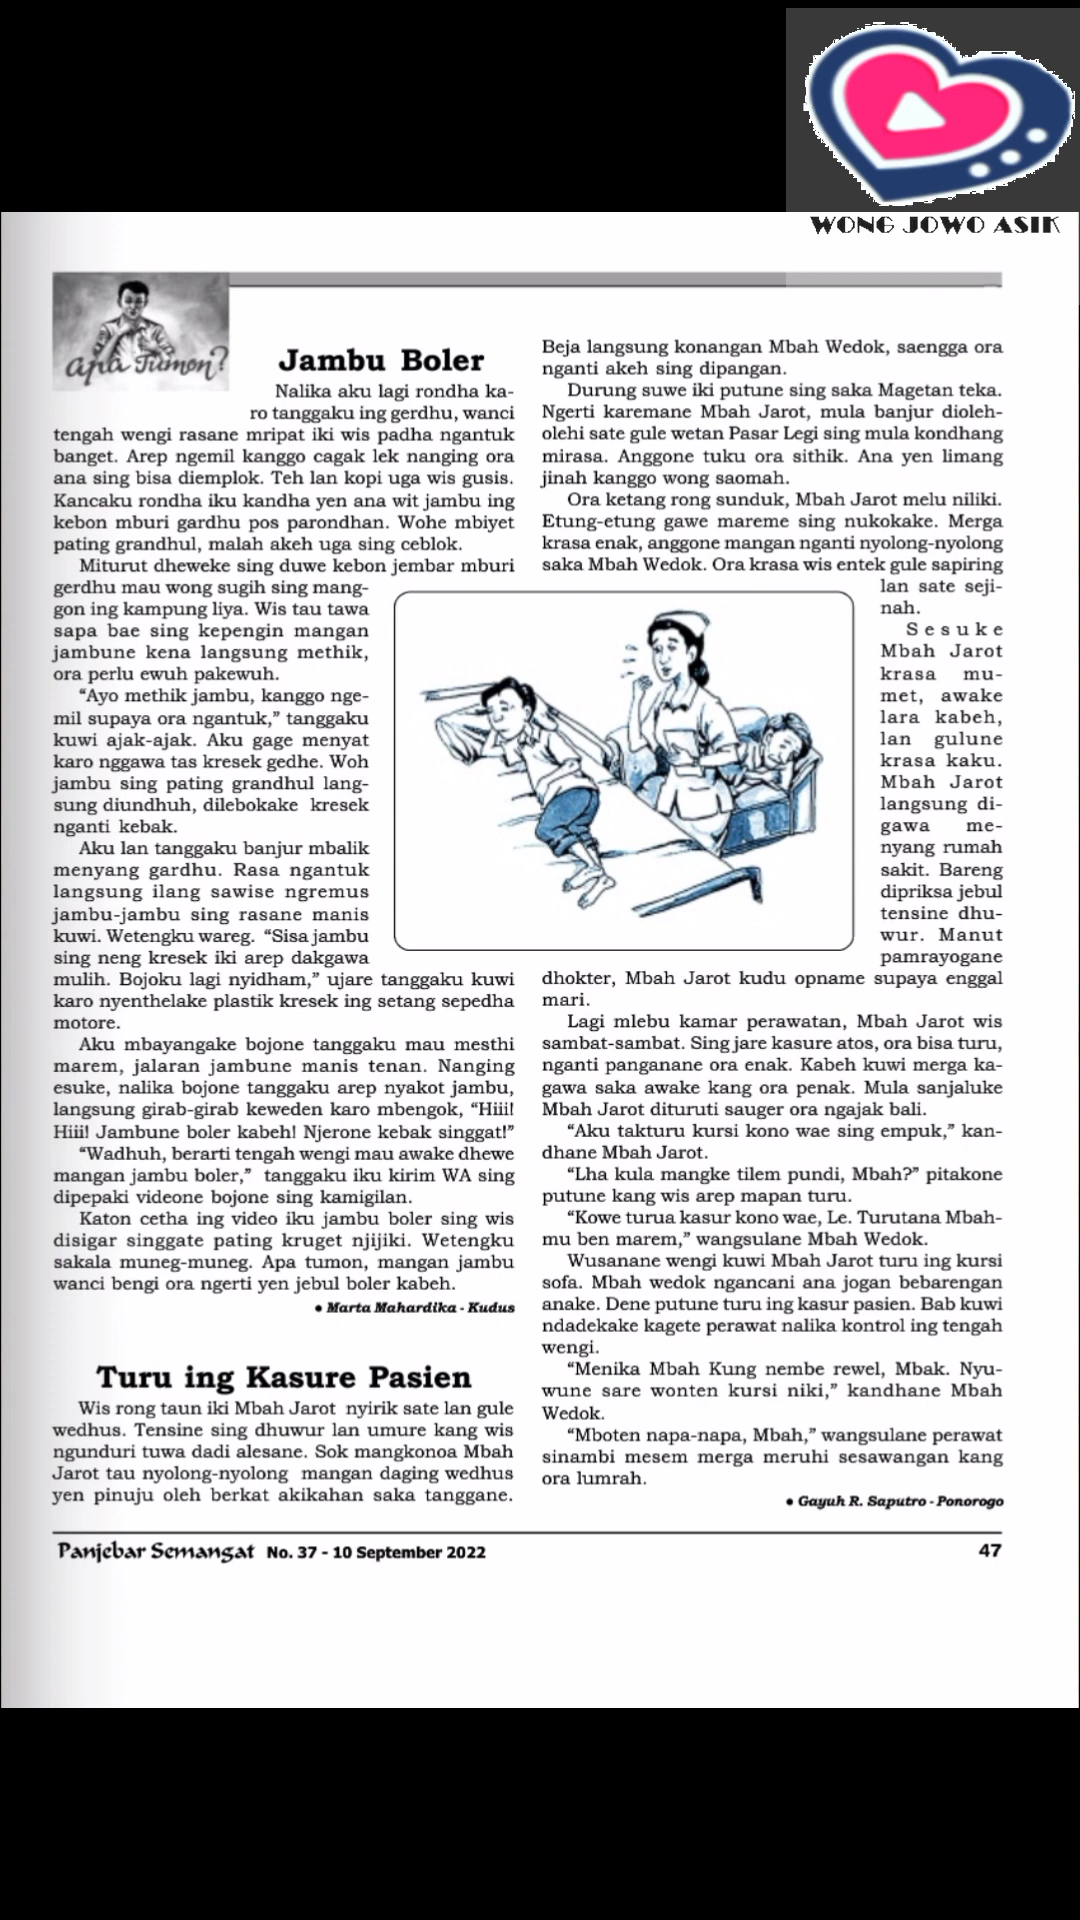 WONG JOWO ASIK
apa Tumon?
Jambu Boler
Nalika aku lagi rondha ka-
ro tanggaku ing gerdhu, wanci
tengah wengi rasane mripat iki wis padha ngantuk
banget. Arep ngemil kanggo cagak lek nanging ora
ana sing bisa diemplok. Teh lan kopi uga wis gusis.
Kancaku rondha iku kandha yen ana wit jambu ing
kebon mburi gardhu pos parondhan. Wohe mbiyet
pating grandhul, malah akeh uga sing ceblok.
Miturut dheweke sing duwe kebon jembar mburi
gerdhu mau wong sugih sing mang-
gon ing kampung liya. Wis tau tawa
sapa bae sing kepengin mangan
jambune kena langsung methik,
ora perlu ewuh pakewuh.
“Ayo methik jambu, kanggo nge-
mil supaya ora ngantuk,” tanggaku
kuwi ajak-ajak. Aku gage menyat
karo nggawa tas kresek gedhe. Woh
jambu sing pating grandhul lang-
sung diundhuh, dilebokake kresek
nganti kebak.
Aku lan tanggaku banjur mbalik
menyang gardhu. Rasa ngantuk
langsung ilang sawise ngremus
jambu-jambu sing rasane manis
kuwi. Wetengku wareg. “Sisa jambu
sing neng kresek iki arep dakgawa
mulih. Bojoku lagi nyidham,” ujare tanggaku kuwi
karo nyenthelake plastik kresek ing setang sepedha
motore.
Aku mbayangake bojone tanggaku mau mesthi
marem, jalaran jambune manis tenan. Nanging
esuke, nalika bojone tanggaku arep nyakot jambu,
langsung girab-girab keweden karo mbengok, “Hiii!
Hiii! Jambune boler kabeh! Njerone kebak singgat!”
“Wadhuh, berarti tengah wengi mau awake dhewe
mangan jambu boler,” tanggaku iku kirim WA sing
dipepaki videone bojone sing kamigilan.
Katon cetha ing video iku jambu boler sing wis
disigar singgate pating kruget njijiki. Wetengku
sakala muneg-muneg. Apa tumon, mangan jambu
wanci bengi ora ngerti yen jebul boler kabeh.
• Marta Mahardika - Kudus
Turu ing Kasure Pasien
Wis rong taun iki Mbah Jarot nyirik sate lan gule
wedhus. Tensine sing dhuwur lan umure kang wis
ngunduri tuwa dadi alesane. Sok mangkonoa Mbah
Jarot tau nyolong-nyolong mangan daging wedhus
yen pinuju oleh berkat akikahan saka tanggane.
Beja langsung konangan Mbah Wedok, saengga ora
nganti akeh sing dipangan.
Durung suwe iki putune sing saka Magetan teka.
Ngerti karemane Mbah Jarot, mula banjur dioleh-
olehi sate gule wetan Pasar Legi sing mula kondhang
mirasa. Anggone tuku ora sithik. Ana yen limang
jinah kanggo wong saomah.
Ora ketang rong sunduk, Mbah Jarot melu niliki.
Etung-etung gawe mareme sing nukokake. Merga
krasa enak, anggone mangan nganti nyolong-nyolong
saka Mbah Wedok. Ora krasa wis entek gule sapiring
lan sate seji-
nah.
Sesuke
Mbah Jarot
krasa mu-
met, awake
lara kabeh,
lan gulune
krasa kaku.
Mbah Jarot
langsung di-
gawa me-
nyang rumah
sakit. Bareng
dipriksa jebul
tensine dhu-
wur. Manut
pamrayogane
dhokter, Mbah Jarot kudu opname supaya enggal
mari.
Lagi mlebu kamar perawatan, Mbah Jarot wis
sambat-sambat. Sing jare kasure atos, ora bisa turu,
nganti panganane ora enak. Kabeh kuwi merga ka-
gawa saka awake kang ora penak. Mula sanjaluke
Mbah Jarot dituruti sauger ora ngajak bali.
“Aku takturu kursi kono wae sing empuk,” kan-
dhane Mbah Jarot.
“Lha kula mangke tilem pundi, Mbah?” pitakone
putune kang wis arep mapan turu.
“Kowe turua kasur kono wae, Le. Turutana Mbah-
mu ben marem,” wangsulane Mbah Wedok.
Wusanane wengi kuwi Mbah Jarot turu ing kursi
sofa. Mbah wedok ngancani ana jogan bebarengan
anake. Dene putune turu ing kasur pasien. Bab kuwi
ndadekake kagete perawat nalika kontrol ing tengah
wengi.
“Menika Mbah Kung nembe rewel, Mbak. Nyu-
wune sare wonten kursi niki,” kandhane Mbah
Wedok.
“Mboten napa-napa, Mbah,” wangsulane perawat
sinambi mesem merga meruhi sesawangan kang
ora lumrah.
• Gayuh R. Saputro - Ponorogo
Panjebar Semangat No. 37 - 10 September 2022
47